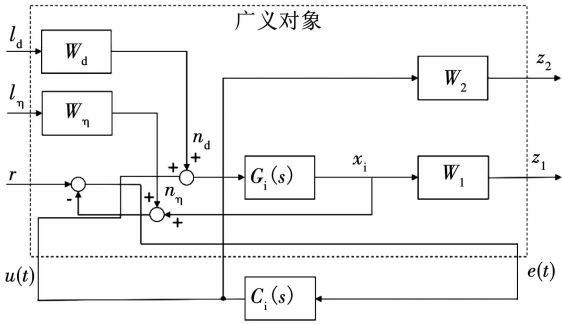 广义对象
l_d
W_d
z_2
W_2
l_η
W_η
n_d
+
+
x_i
z_1
r
G_i(s)
W_1
n_η
-
+
+
u(t)
e(t)
C_i(s)